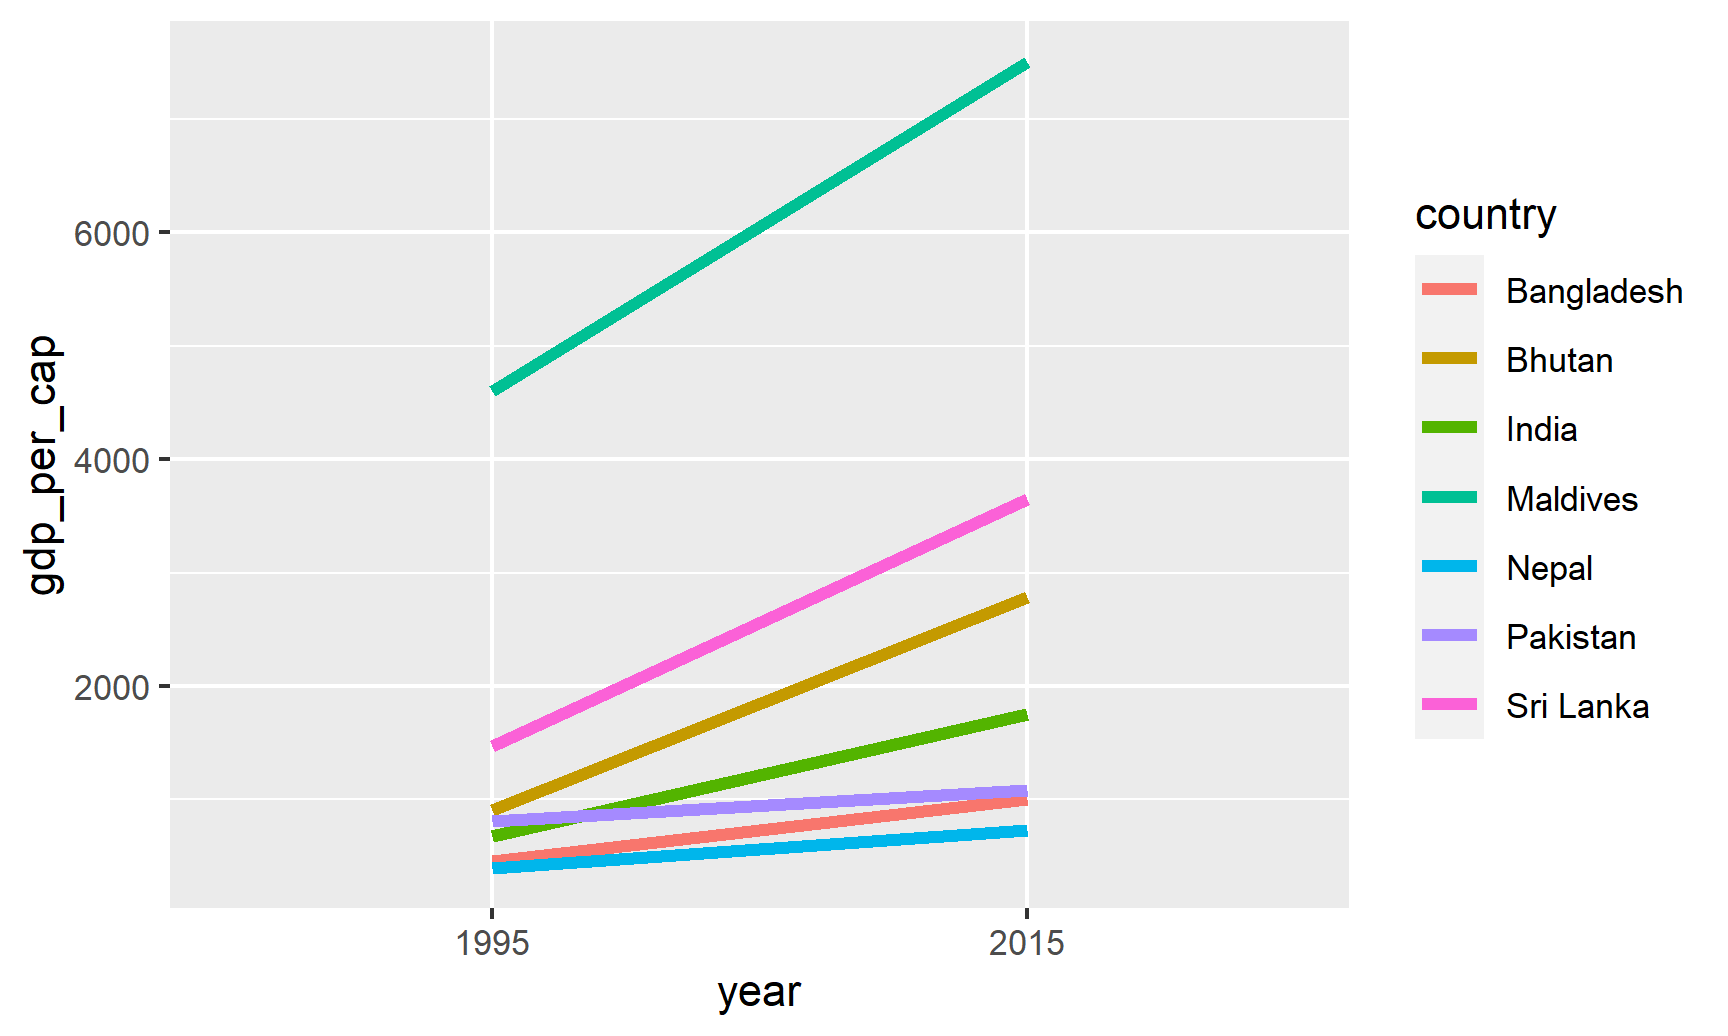 gdp_per_cap
6000
4000
2000
1995
2015
year
country
Bangladesh
Bhutan
India
Maldives
Nepal
Pakistan
Sri Lanka